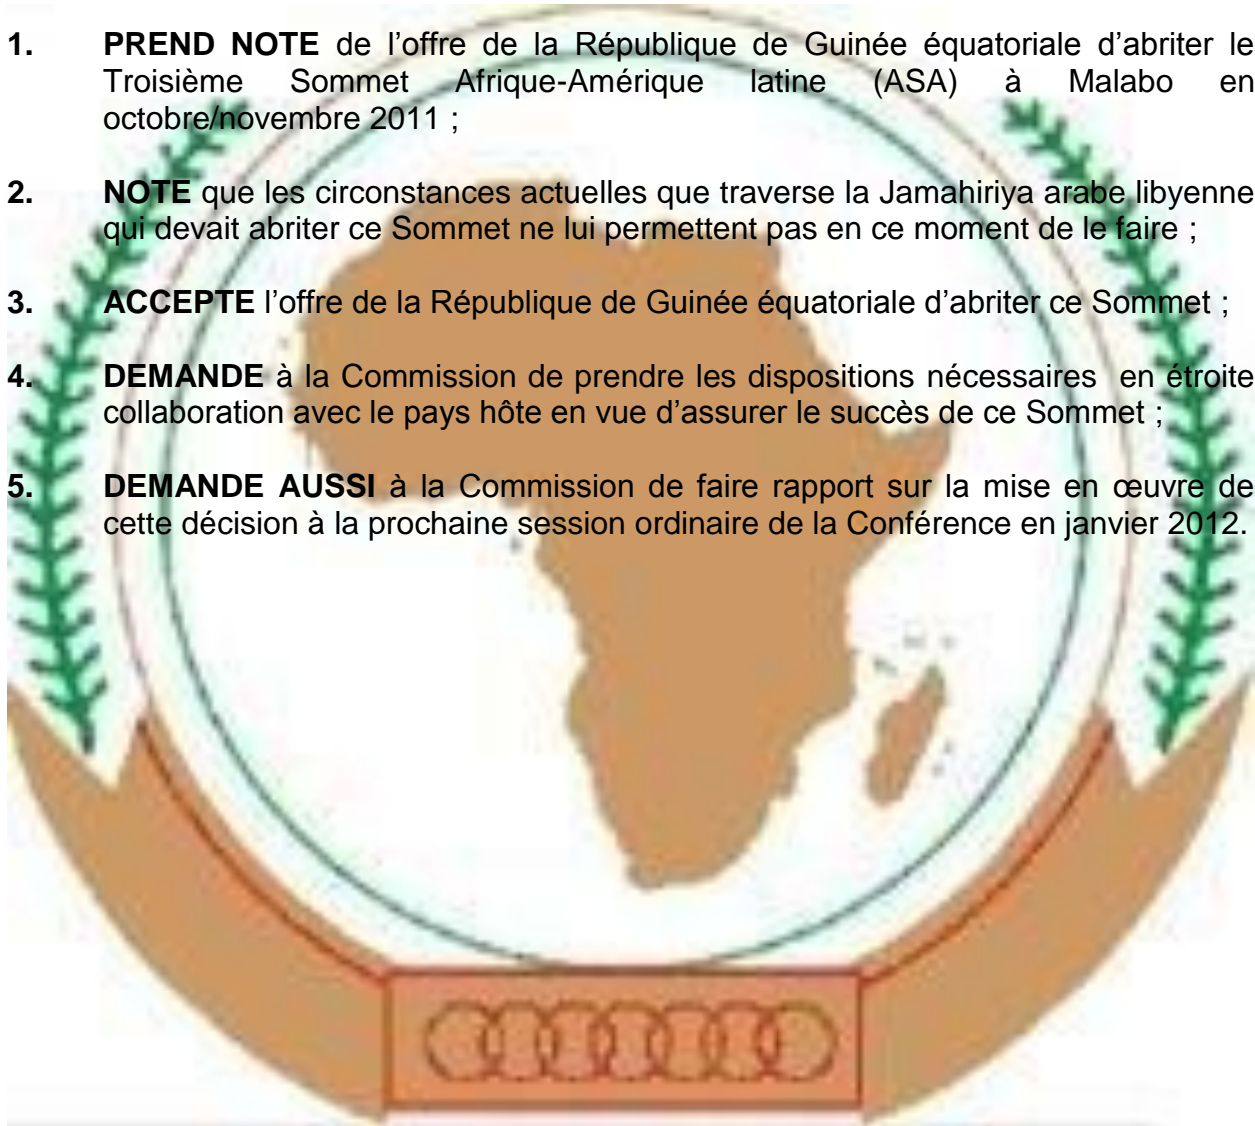 1. PREND NOTE de l’offre de la République de Guinée équatoriale d’abriter le
Troisième Sommet Afrique-Amérique latine (ASA) à Malabo en
octobre/novembre 2011 ;
2. NOTE que les circonstances actuelles que traverse la Jamahiriya arabe libyenne
qui devait abriter ce Sommet ne lui permettent pas en ce moment de le faire ;
3. ACCEPTE l’offre de la République de Guinée équatoriale d’abriter ce Sommet ;
4. DEMANDE à la Commission de prendre les dispositions nécessaires en étroite
collaboration avec le pays hôte en vue d’assurer le succès de ce Sommet ;
5. DEMANDE AUSSI à la Commission de faire rapport sur la mise en œuvre de
cette décision à la prochaine session ordinaire de la Conférence en janvier 2012.